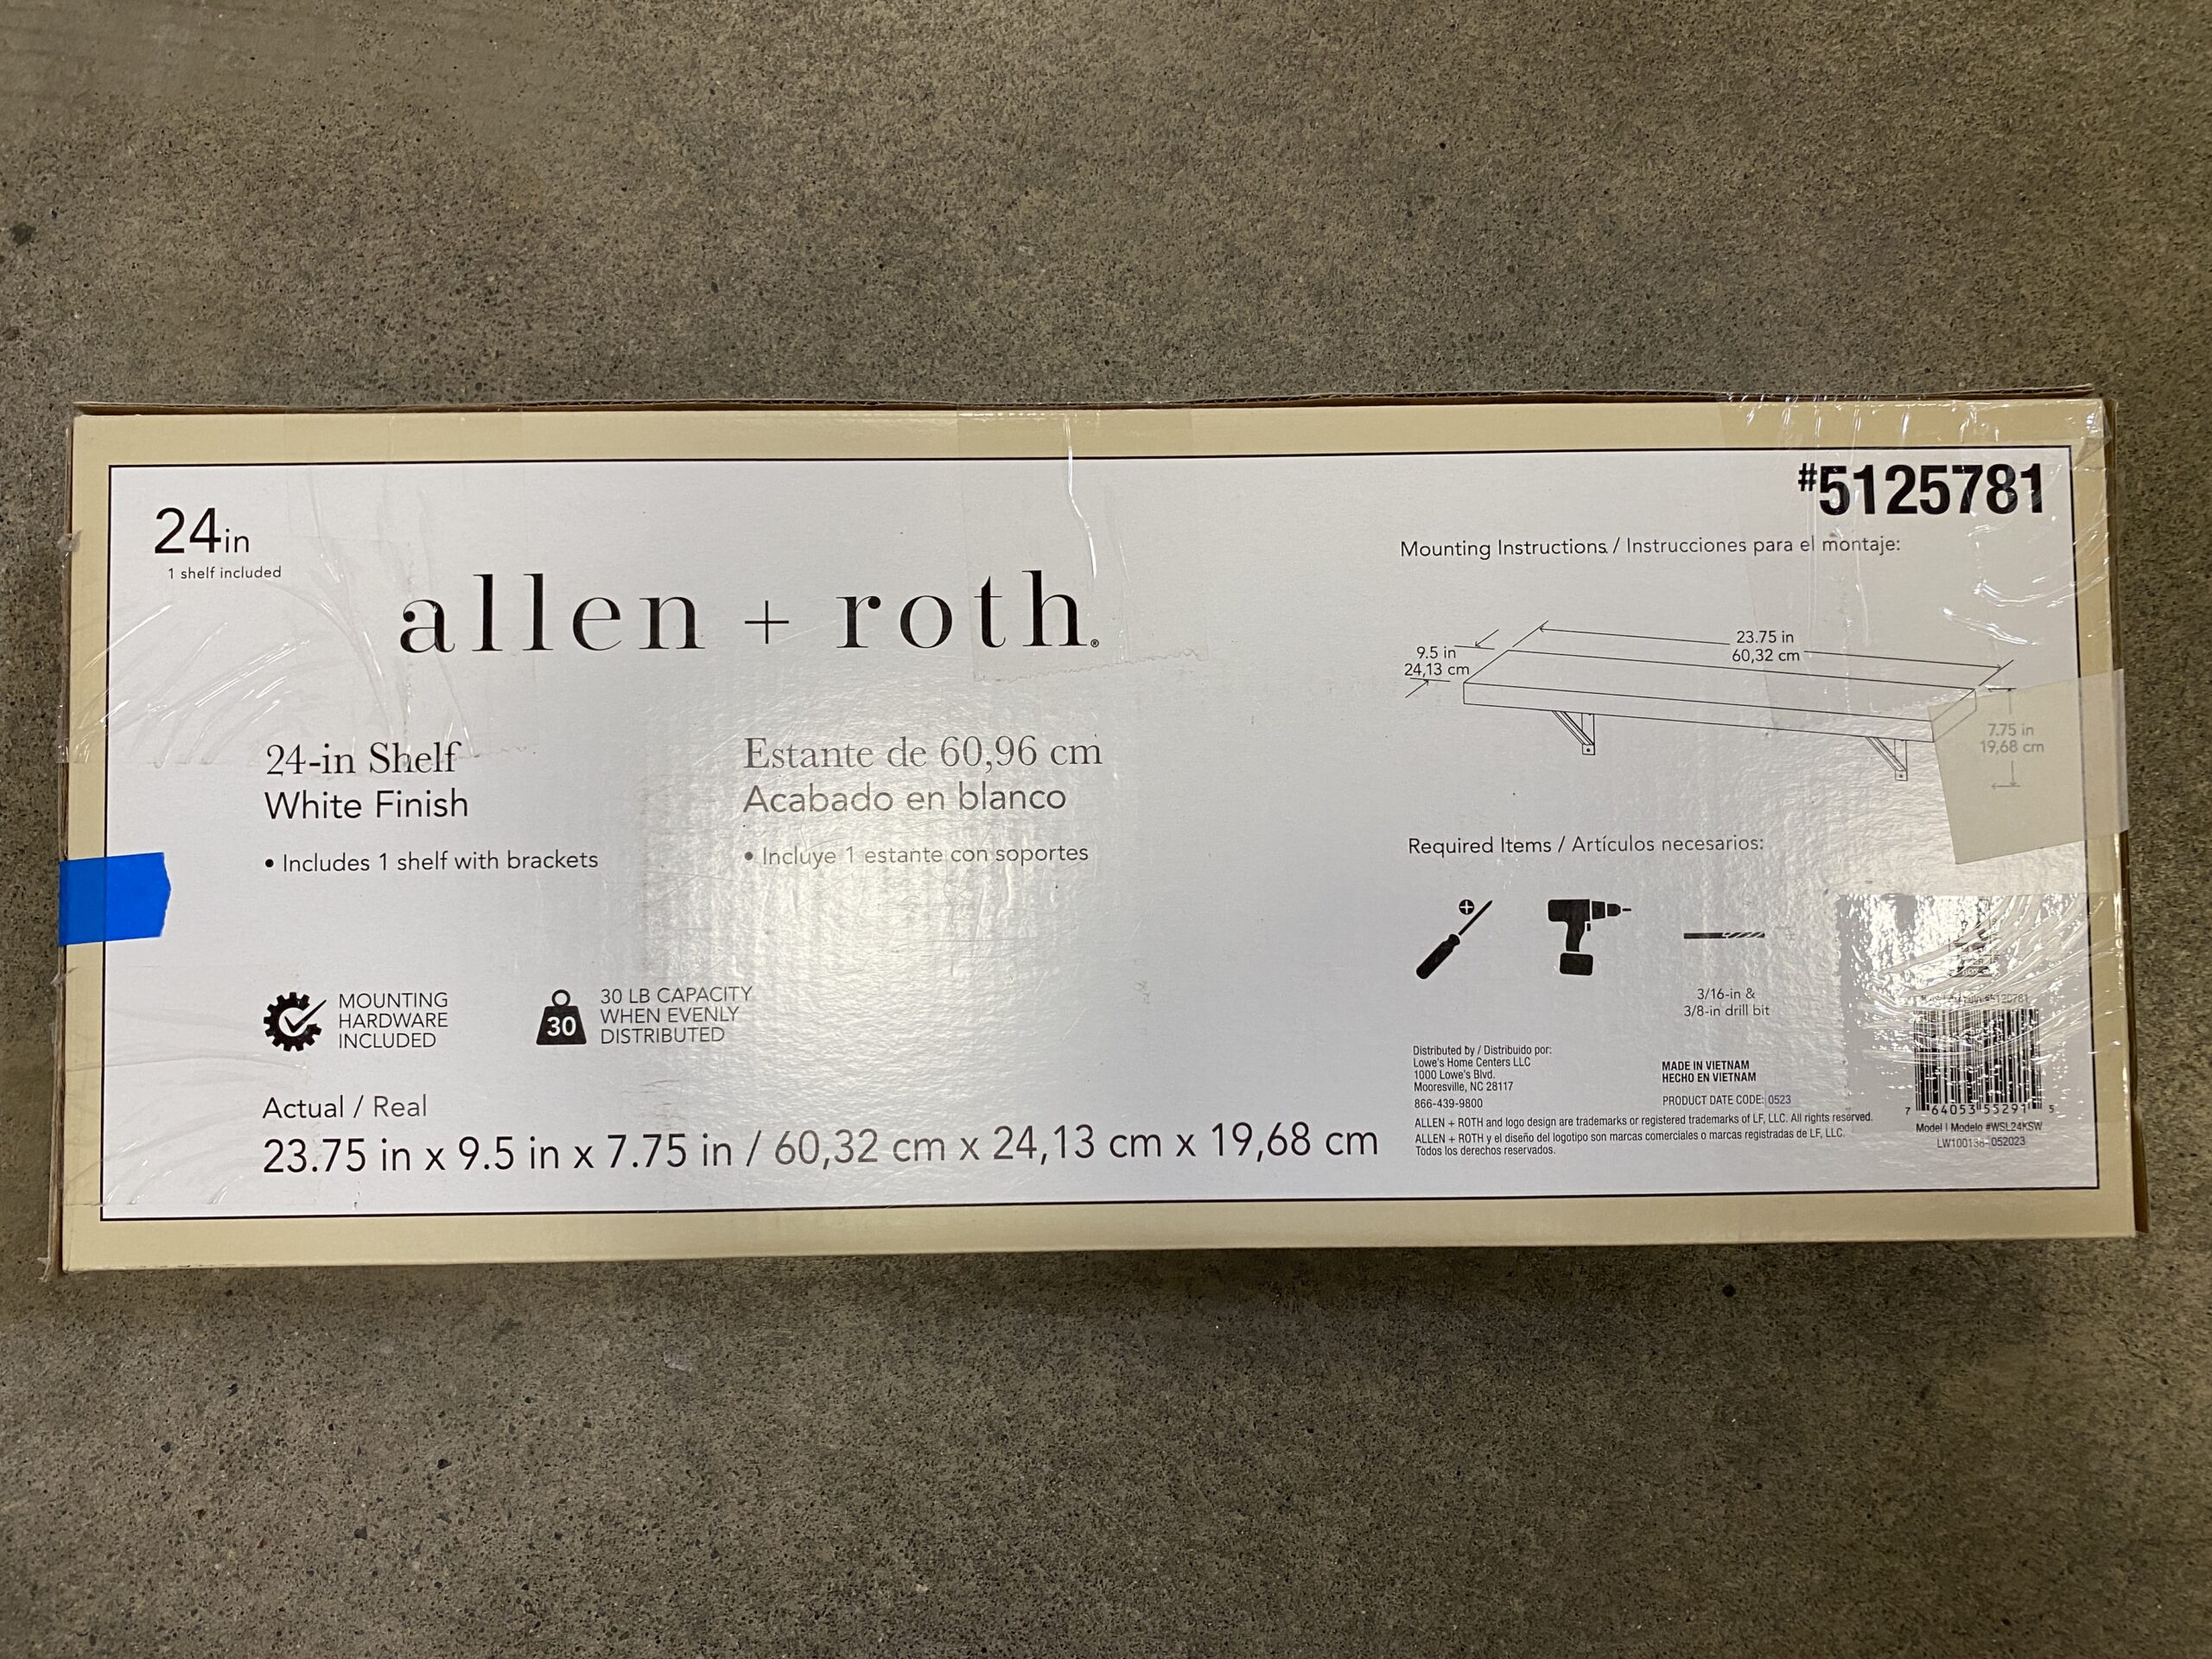 24in
1 shelf included
allen + roth®
24-in Shelf
White Finish
• Includes 1 shelf with brackets
Estante de 60,96 cm
Acabado en blanco
• Incluye 1 estante con soportes
MOUNTING
HARDWARE
INCLUDED
30
30 LB CAPACITY
WHEN EVENLY
DISTRIBUTED
Actual / Real
23.75 in x 9.5 in x 7.75 in / 60,32 cm x 24,13 cm x 19,68 cm
#5125781
Mounting Instructions / Instrucciones para el montaje:
23.75 in
60,32 cm
9.5 in
24,13 cm
7.75 in
19,68 cm
Required Items / Artículos necesarios:
3/16-in &
3/8-in drill bit
Distributed by / Distribuido por:
Lowe's Home Centers LLC
1000 Lowe's Blvd.
Mooresville, NC 28117
866-439-9800
MADE IN VIETNAM
HECHO EN VIETNAM
PRODUCT DATE CODE: 0523
ALLEN + ROTH and logo design are trademarks or registered trademarks of LF, LLC. All rights reserved.
ALLEN + ROTH y el diseño del logotipo son marcas comerciales o marcas registradas de LF, LLC.
Todos los derechos reservados.
7 64053 55291 5
Model | Modelo #WSL24KSW
052023